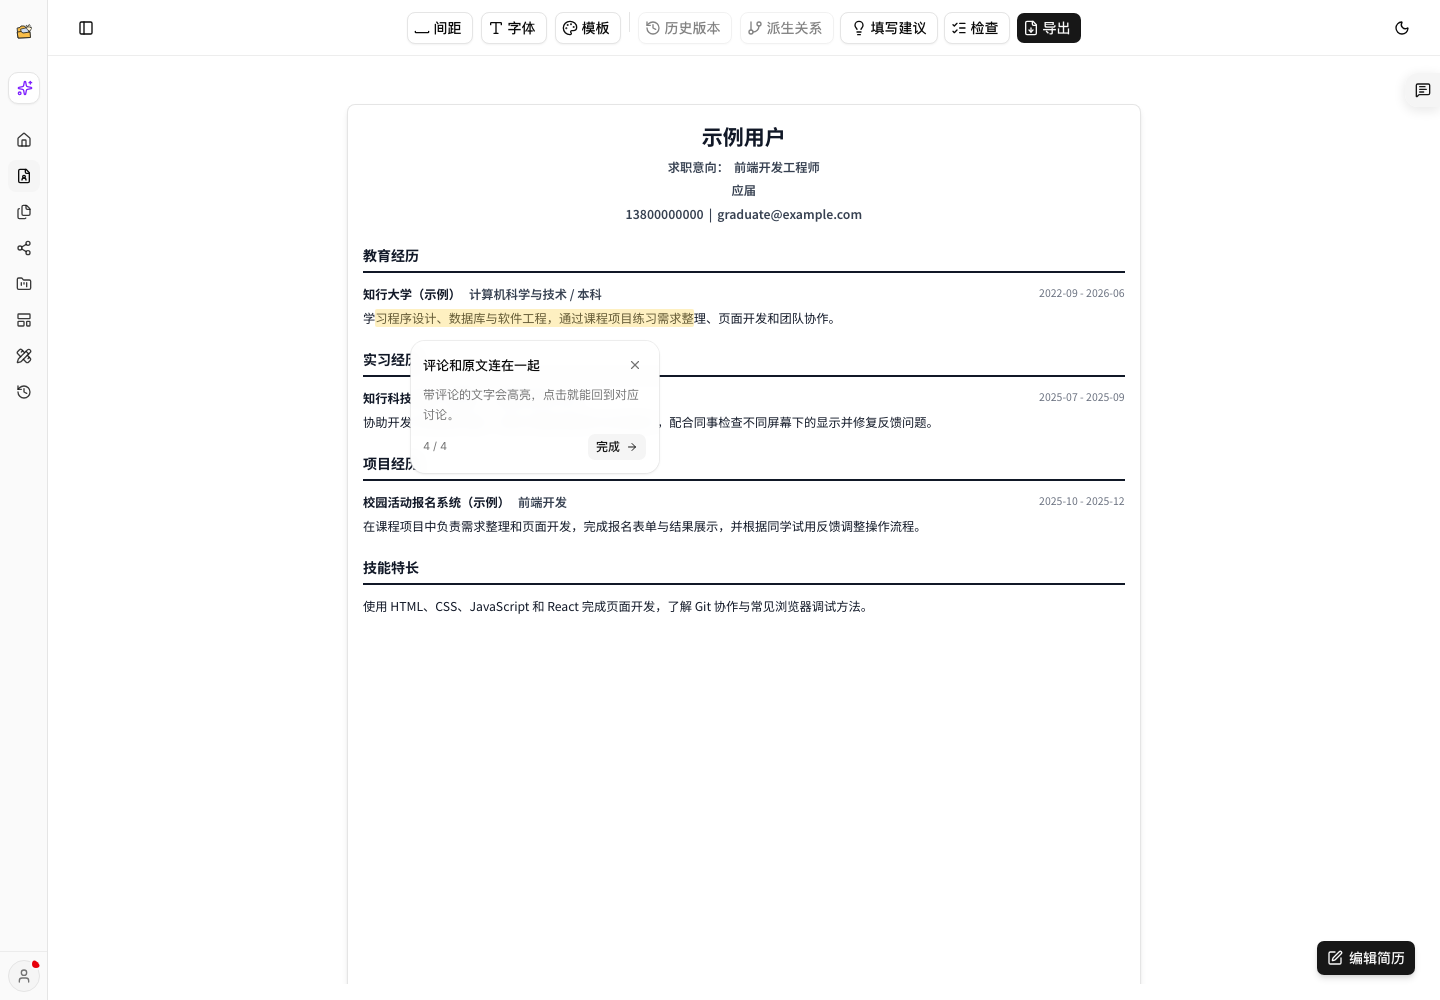 间距
字体
模板
历史版本
派生关系
填写建议
检查
导出
示例用户
求职意向： 前端开发工程师
应届
13800000000 | graduate@example.com
教育经历
知行大学（示例） 计算机科学与技术 / 本科
2022-09 - 2026-06
学习程序设计、数据库与软件工程，通过课程项目练习需求整理、页面开发和团队协作。
实习经历
知行科技
2025-07 - 2025-09
协助开发
，配合同事检查不同屏幕下的显示并修复反馈问题。
评论和原文连在一起
带评论的文字会高亮，点击就能回到对应
讨论。
4 / 4
完成
项目经历
校园活动报名系统（示例） 前端开发
2025-10 - 2025-12
在课程项目中负责需求整理和页面开发，完成报名表单与结果展示，并根据同学试用反馈调整操作流程。
技能特长
使用 HTML、CSS、JavaScript 和 React 完成页面开发，了解 Git 协作与常见浏览器调试方法。
编辑简历